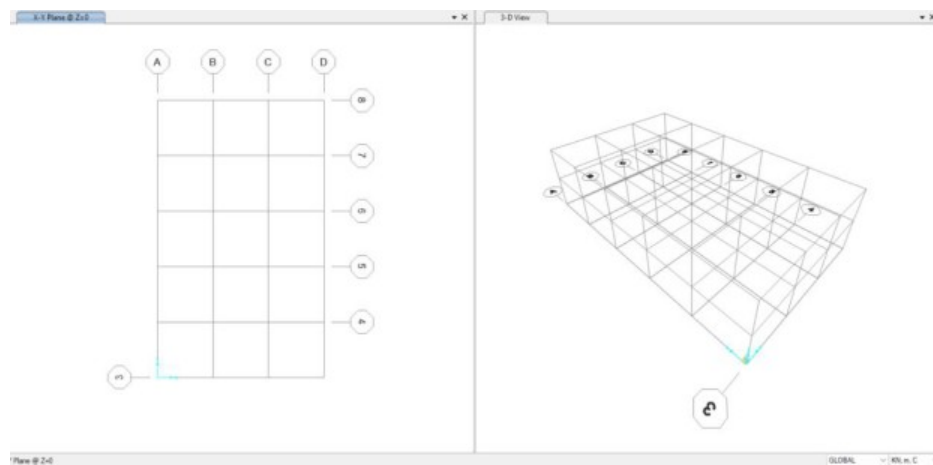 X-Y Plane @ Z=0
3-D View
A B C D
8
7
6
5
4
3
Plane @ Z=0
GLOBAL
KN, m, C